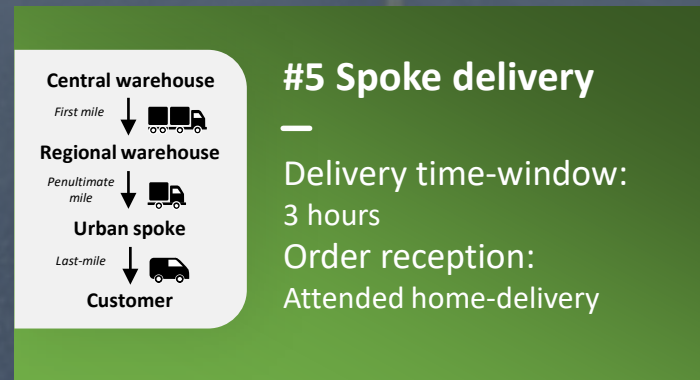 Central warehouse
First mile
Regional warehouse
Penultimate
mile
Urban spoke
Last-mile
Customer
#5 Spoke delivery
Delivery time-window:
3 hours
Order reception:
Attended home-delivery